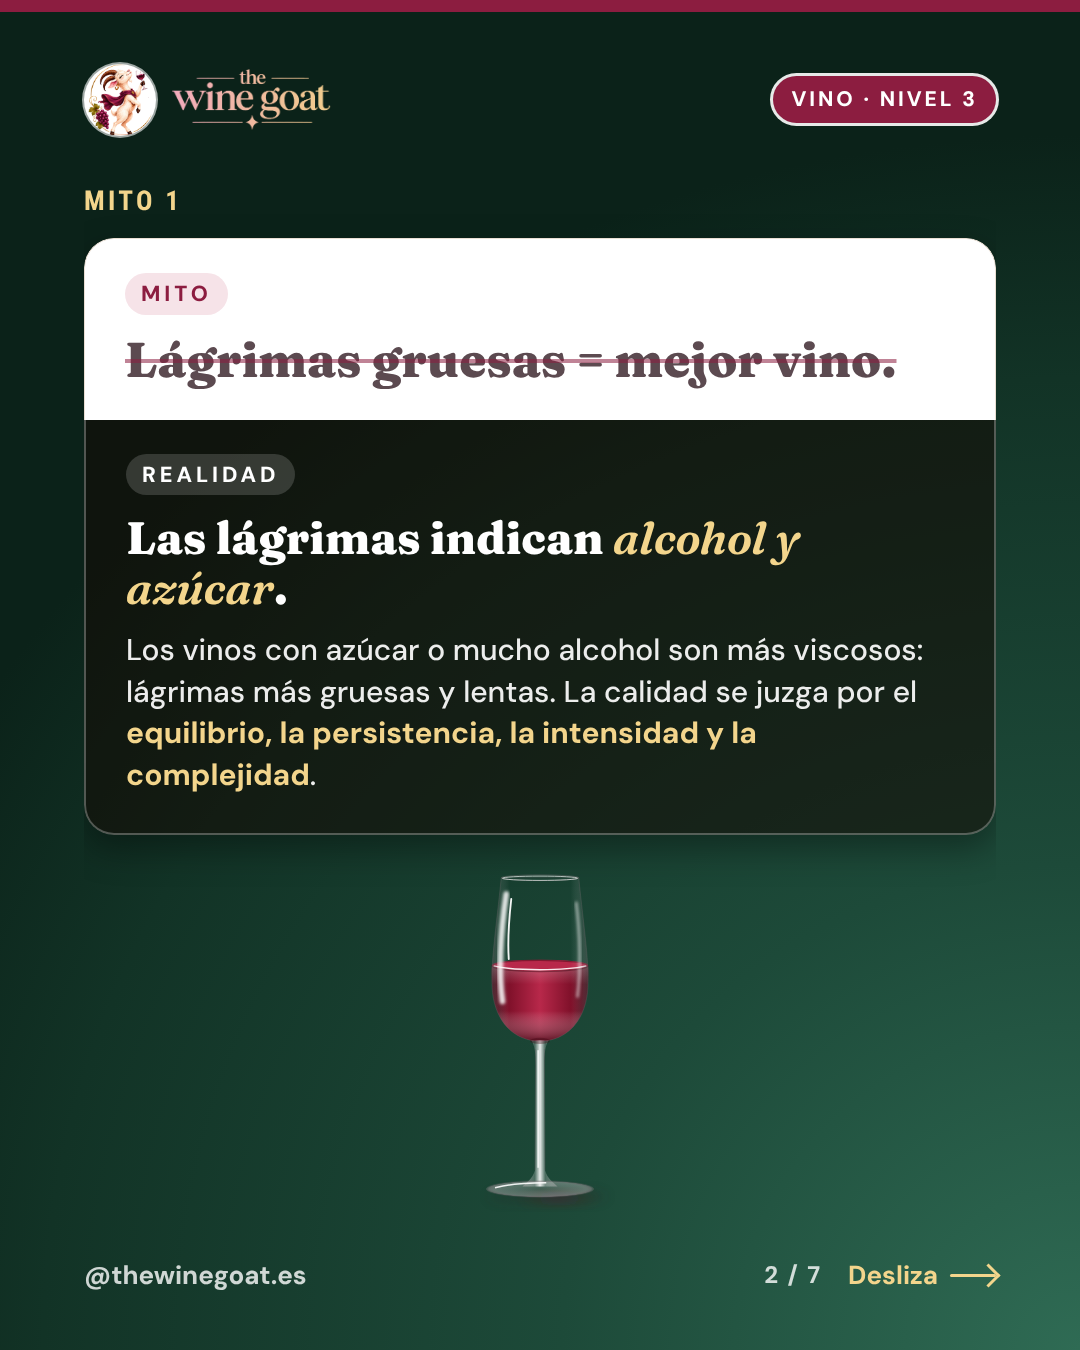 the
wine goat
VINO · NIVEL 3
MITO 1
MITO
Lágrimas gruesas = mejor vino.
REALIDAD
Las lágrimas indican alcohol y
azúcar.
Los vinos con azúcar o mucho alcohol son más viscosos:
lágrimas más gruesas y lentas. La calidad se juzga por el
equilibrio, la persistencia, la intensidad y la
complejidad.
@thewinegoat.es
2 / 7 Desliza